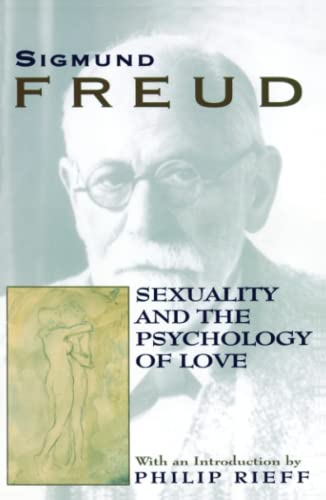 SIGMUND
FREUD
SEXUALITY
AND THE
PSYCHOLOGY
OF LOVE
With an Introduction by
PHILIP RIEFF